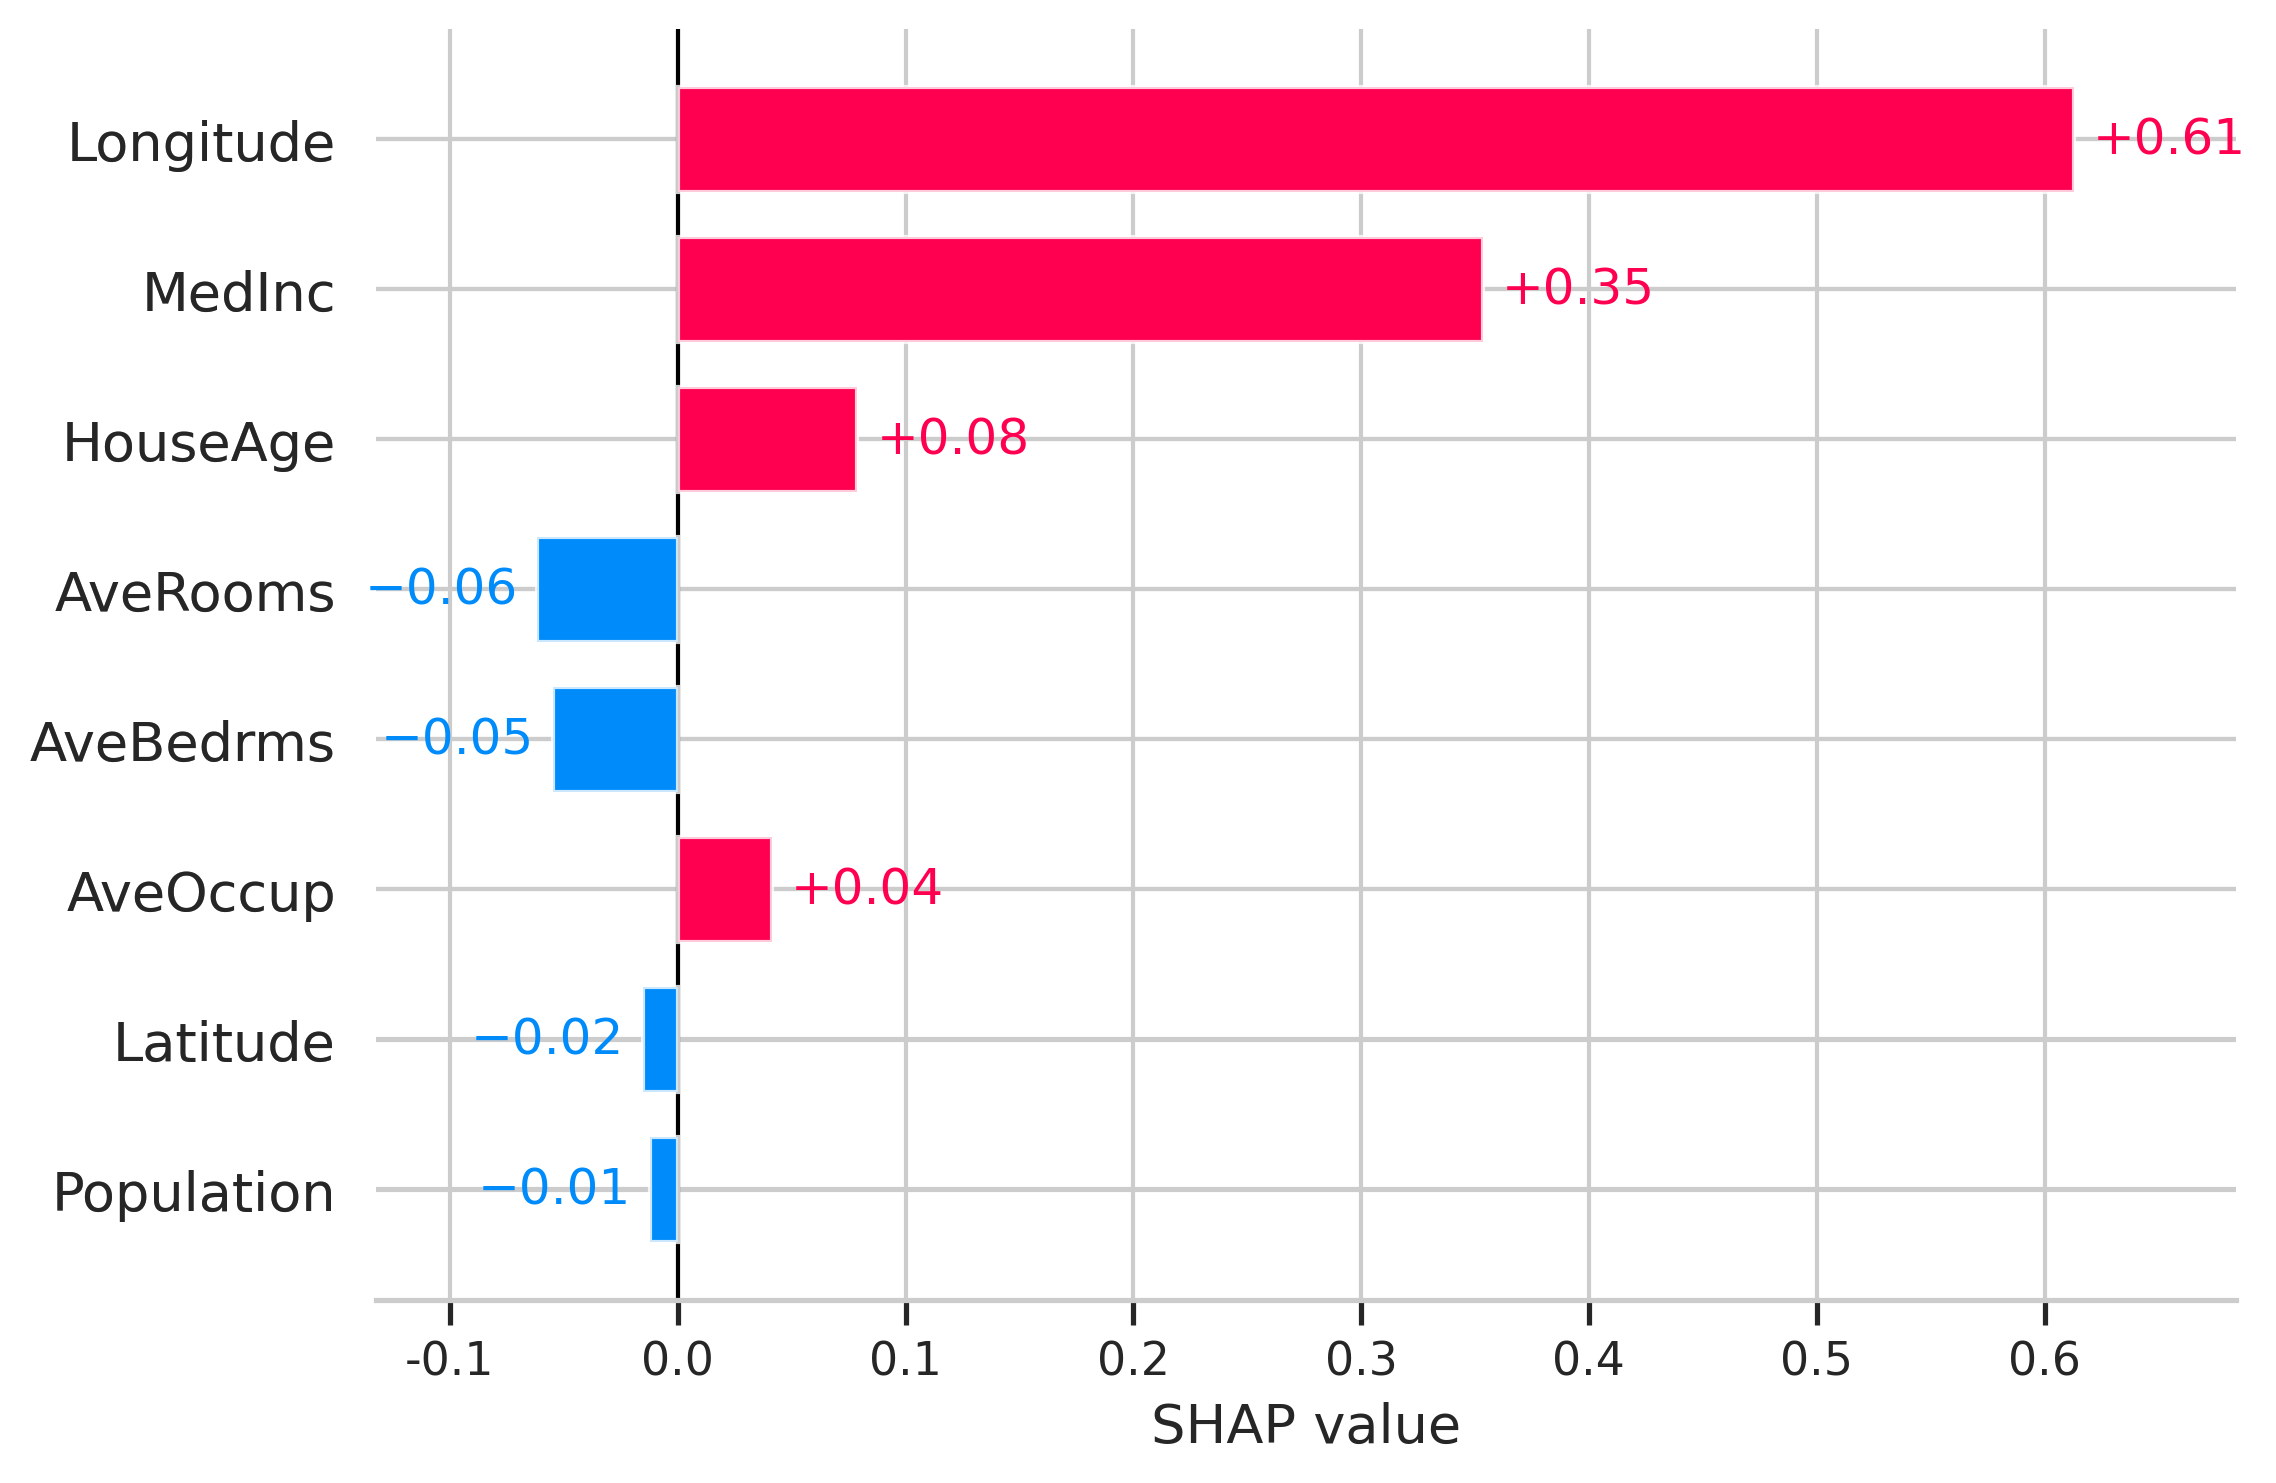 Longitude +0.61
MedInc +0.35
HouseAge +0.08
AveRooms −0.06
AveBedrms −0.05
AveOccup +0.04
Latitude −0.02
Population −0.01
-0.1 0.0 0.1 0.2 0.3 0.4 0.5 0.6
SHAP value